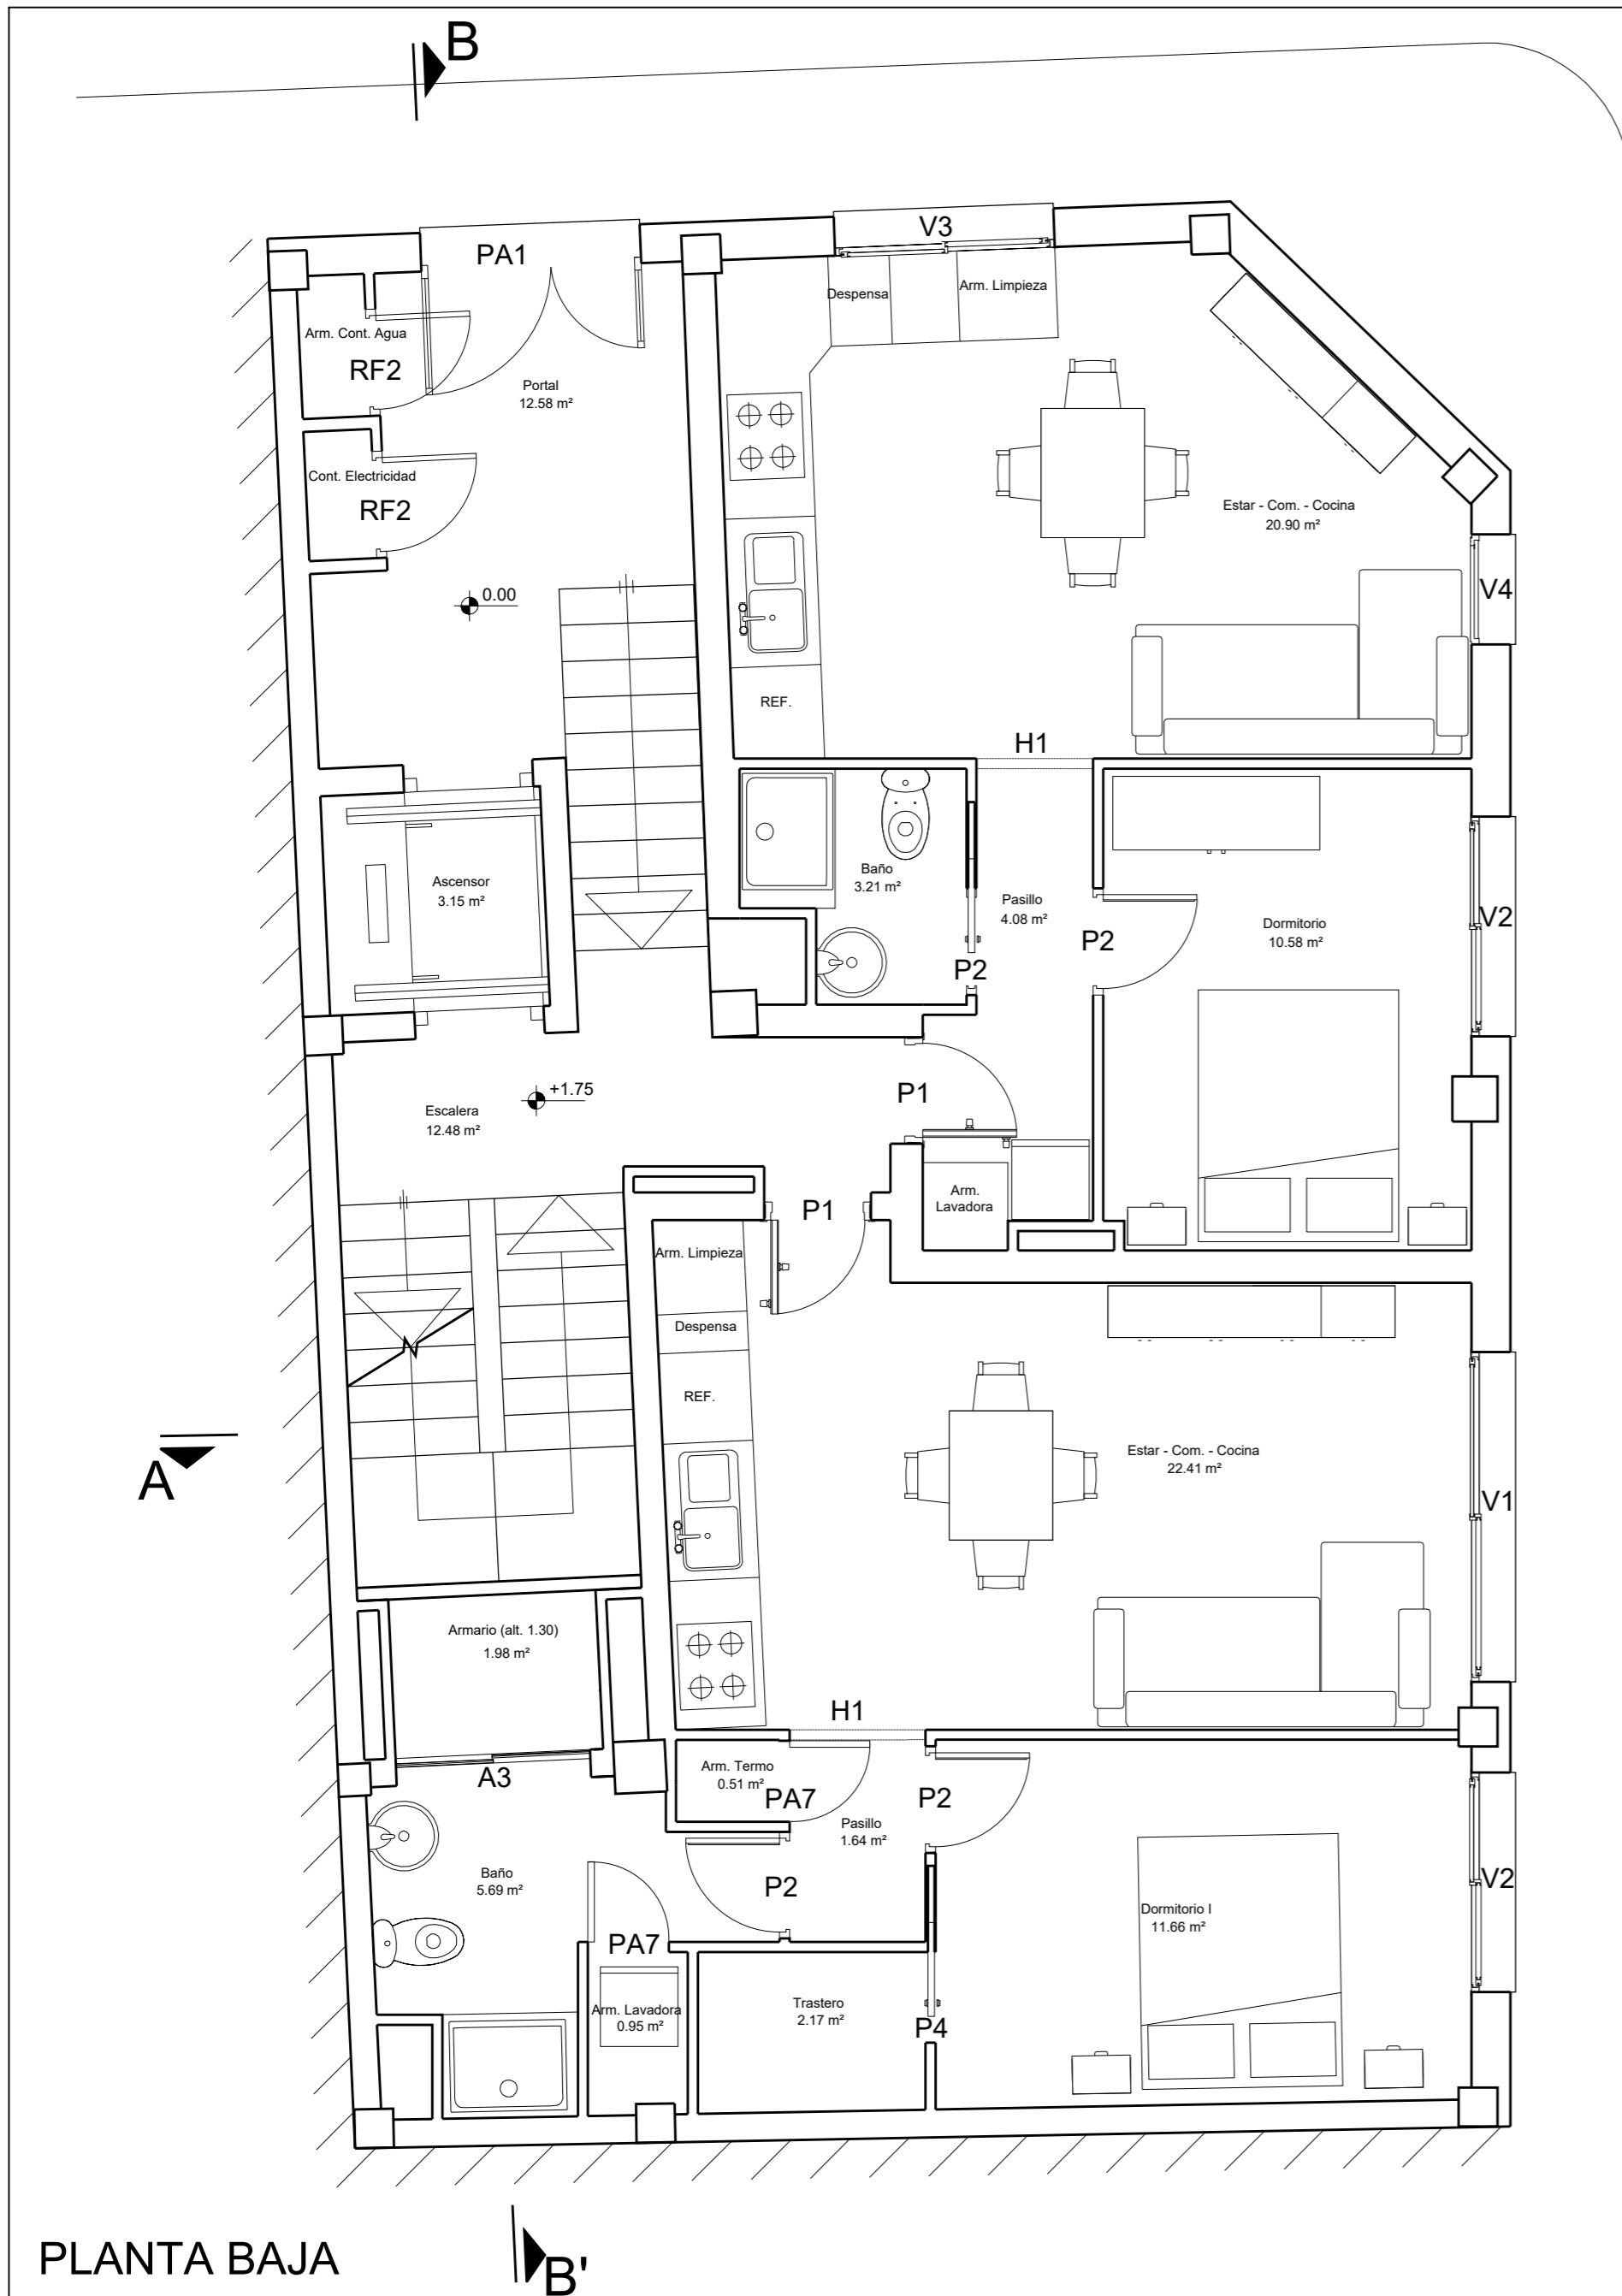 B
V3
PA1
Despensa
Arm. Limpieza
Arm. Cont. Agua
RF2
Portal
12.58 m²
Cont. Electricidad
RF2
Estar - Com. - Cocina
20.90 m²
0.00
V4
REF.
H1
Ascensor
3.15 m²
Baño
3.21 m²
Pasillo
4.08 m²
P2
P2
Dormitorio
10.58 m²
V2
+1.75
Escalera
12.48 m²
P1
Arm.
Lavadora
P1
Arm. Limpieza
Despensa
REF.
Estar - Com. - Cocina
22.41 m²
A
V1
Armario (alt. 1.30)
1.98 m²
H1
A3
Arm. Termo
0.51 m²
PA7
P2
Pasillo
1.64 m²
Baño
5.69 m²
P2
V2
Dormitorio I
11.66 m²
PA7
Arm. Lavadora
0.95 m²
Trastero
2.17 m²
P4
PLANTA BAJA
B'